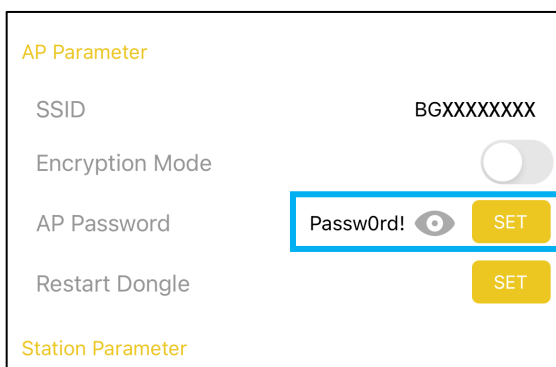 AP Parameter
SSID BGXXXXXXXX
Encryption Mode
AP Password Passw0rd! SET
Restart Dongle SET
Station Parameter